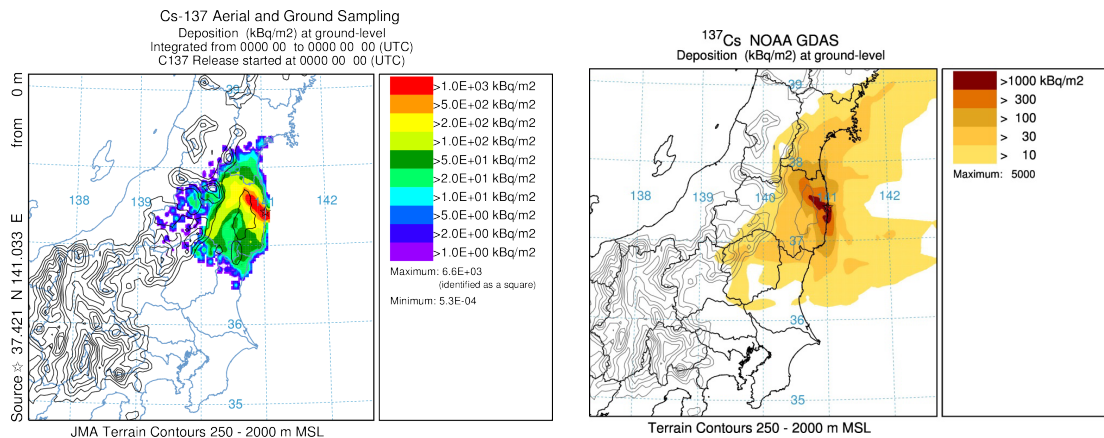 Cs-137 Aerial and Ground Sampling
Deposition (kBq/m2) at ground-level
Integrated from 0000 00 to 0000 00 00 (UTC)
C137 Release started at 0000 00 00 (UTC)
Source ☆ 37.421 N 141.033 E from 0 m
39
138
139
142
36
35
>1.0E+03 kBq/m2
>5.0E+02 kBq/m2
>2.0E+02 kBq/m2
>1.0E+02 kBq/m2
>5.0E+01 kBq/m2
>2.0E+01 kBq/m2
>1.0E+01 kBq/m2
>5.0E+00 kBq/m2
>2.0E+00 kBq/m2
>1.0E+00 kBq/m2
Maximum: 6.6E+03
(identified as a square)
Minimum: 5.3E-04
JMA Terrain Contours 250 - 2000 m MSL
137Cs NOAA GDAS
Deposition (kBq/m2) at ground-level
39
38
138
139
140
141
142
37
36
35
>1000 kBq/m2
> 300
> 100
> 30
> 10
Maximum: 5000
Terrain Contours 250 - 2000 m MSL